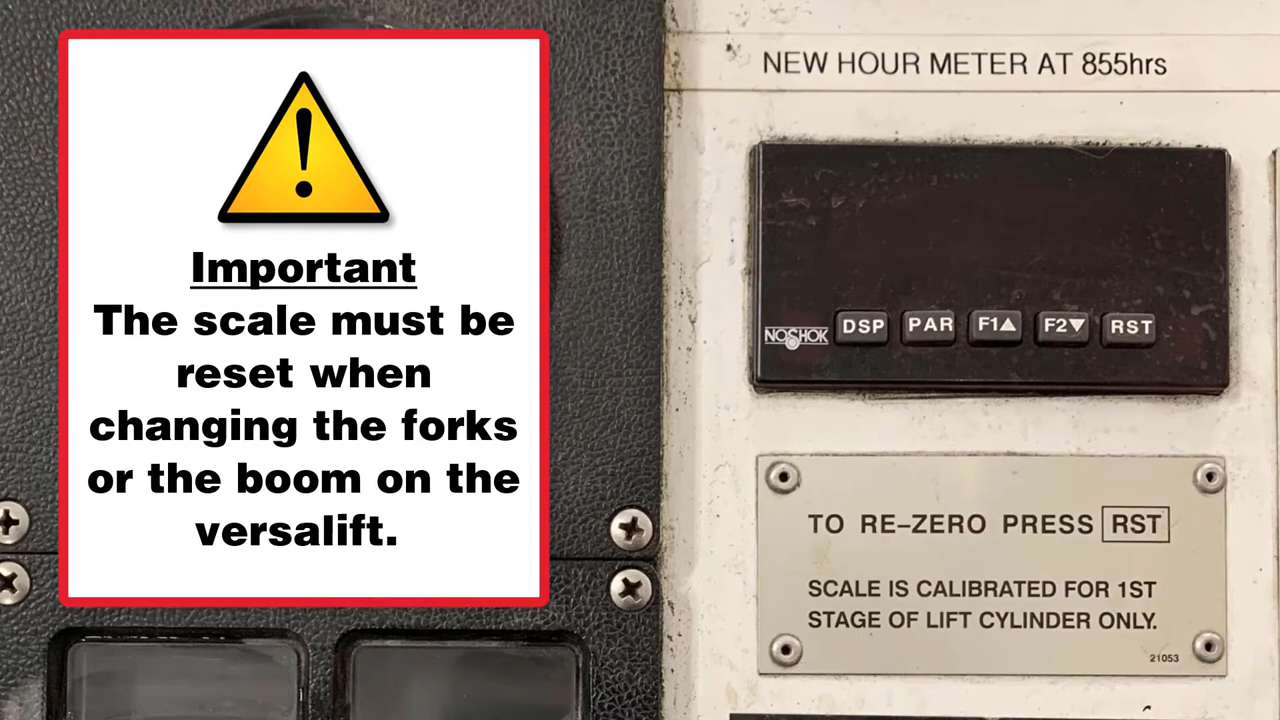 Important
The scale must be
reset when
changing the forks
or the boom on the
versalift.
NEW HOUR METER AT 855hrs
NOSHOK
DSP PAR F1▲ F2▼ RST
TO RE-ZERO PRESS RST
SCALE IS CALIBRATED FOR 1ST
STAGE OF LIFT CYLINDER ONLY.
21053